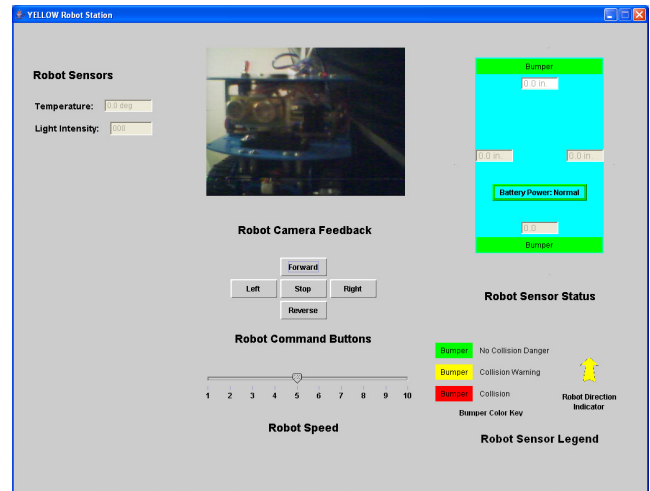 YELLOW Robot Station
Robot Sensors
Temperature: 0.0 deg
Light Intensity: 000
Robot Camera Feedback
Forward
Left Stop Right
Reverse
Robot Command Buttons
1 2 3 4 5 6 7 8 9 10
Robot Speed
Bumper
0.0 in.
0.0 in. 0.0 in.
Battery Power: Normal
0.0
Bumper
Robot Sensor Status
Bumper No Collision Danger
Bumper Collision Warning
Bumper Collision
Bumper Color Key
Robot Direction
Indicator
Robot Sensor Legend